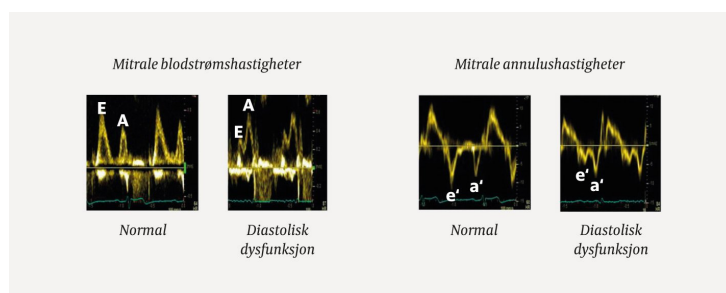 Mitrale blodstrømshastigheter
Mitrale annulushastigheter
E
A
A
E
e‘
a‘
e‘
a‘
Normal
Diastolisk
dysfunksjon
Normal
Diastolisk
dysfunksjon